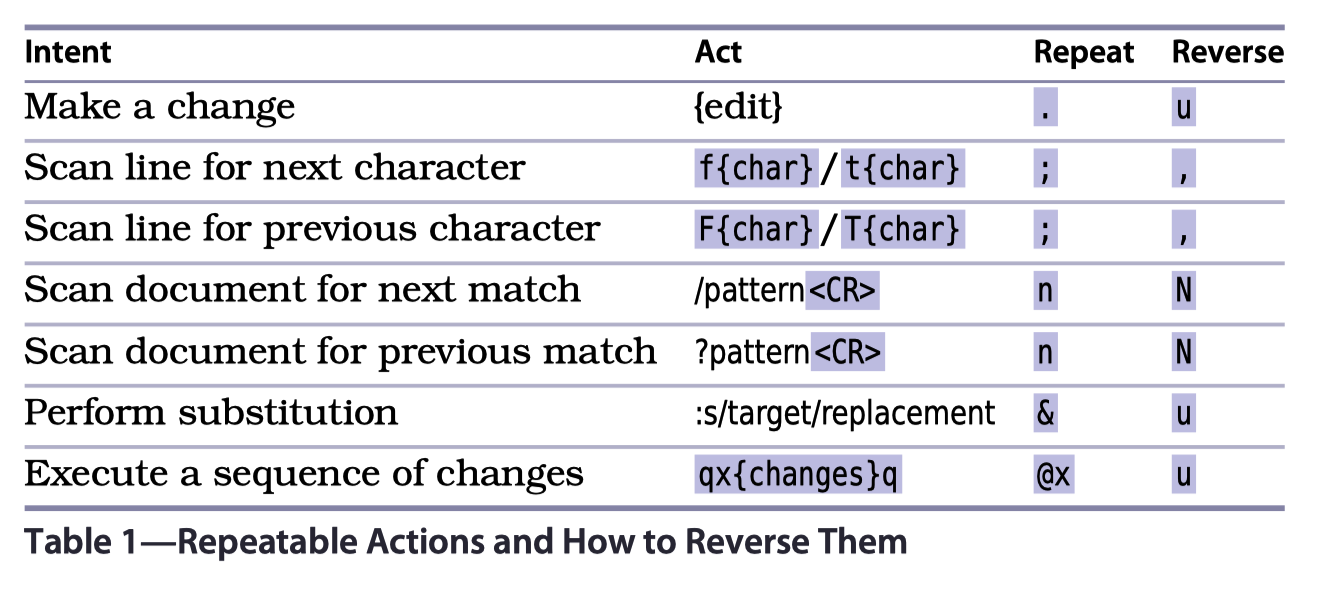 Intent Act Repeat Reverse
Make a change {edit} . u
Scan line for next character f{char}/t{char} ; ,
Scan line for previous character F{char}/T{char} ; ,
Scan document for next match /pattern<CR> n N
Scan document for previous match ?pattern<CR> n N
Perform substitution :s/target/replacement & u
Execute a sequence of changes qx{changes}q @x u
Table 1—Repeatable Actions and How to Reverse Them